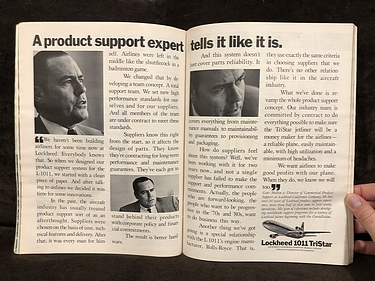 A product support expert tells it like it is.
self. Airlines were left in the
middle like the shuttlecock in a
badminton game.
We changed that by de-
veloping a team concept. A total
support team. We set new high
performance standards for our-
selves and for our suppliers.
And all members of the team
are under contract to meet these
standards.
Suppliers know this right
from the start, so it affects the
design of parts. They know
they're contracting for long term
performance and maintenance
guarantees. They've each got to
“We haven't been building
airliners for some time now at
Lockheed. Everybody knows
that. So when we designed our
product support system for the
L-1011, we started with a clean
piece of paper. And after talk-
ing to airlines we decided it was
time for some innovations.
In the past, the aircraft
industry has usually treated
product support sort of as an
afterthought. Suppliers were
chosen on the basis of cost, tech-
nical features and delivery. After
that, it was every man for him-
stand behind their products
with corporate policy and finan-
cial commitments.
The result is better hard-
ware.
And this system doesn't
just cover parts reliability. It
covers everything from mainte-
nance manuals to maintainabil-
ity guarantees to provisioning
and packaging.
How do suppliers feel
about this system? Well, we've
been working with it for two
years now, and not a single
supplier has failed to make the
support and performance com-
mitments. Actually, the people
who are forward-looking, the
people who want to be progres-
sive in the '70s and '80s, want
to do business this way.
Another thing we've got
going is a special relationship
with the L-1011's engine manu-
facturer, Rolls-Royce. That is,
they use exactly the same criteria
in choosing suppliers that we
do. There's no other relation-
ship like it in the aircraft
industry.
What we've done is re-
vamp the whole product support
concept. Our industry team is
committed by contract to do
everything possible to make sure
the TriStar jetliner will be a
money maker for the airlines—
a reliable plane, easily maintain-
able, with high utilization and a
minimum of headaches.
We want airlines to make
good profits with our plane.
When they do, we know we will
too.”
Lockheed 1011 TriStar